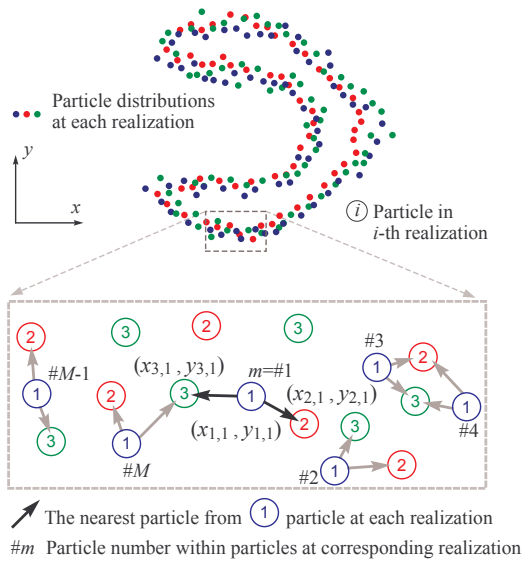 Particle distributions
at each realization
y
x
i Particle in
i-th realization
2 3 2 3 #3
(x3,1 , y3,1) m=#1 2
#M-1 1 2 3 1 (x2,1 , y2,1) 1 3 1
3 1 (x1,1 , y1,1) 2 3 #4
#M #2 1 2
The nearest particle from 1 particle at each realization
#m Particle number within particles at corresponding realization